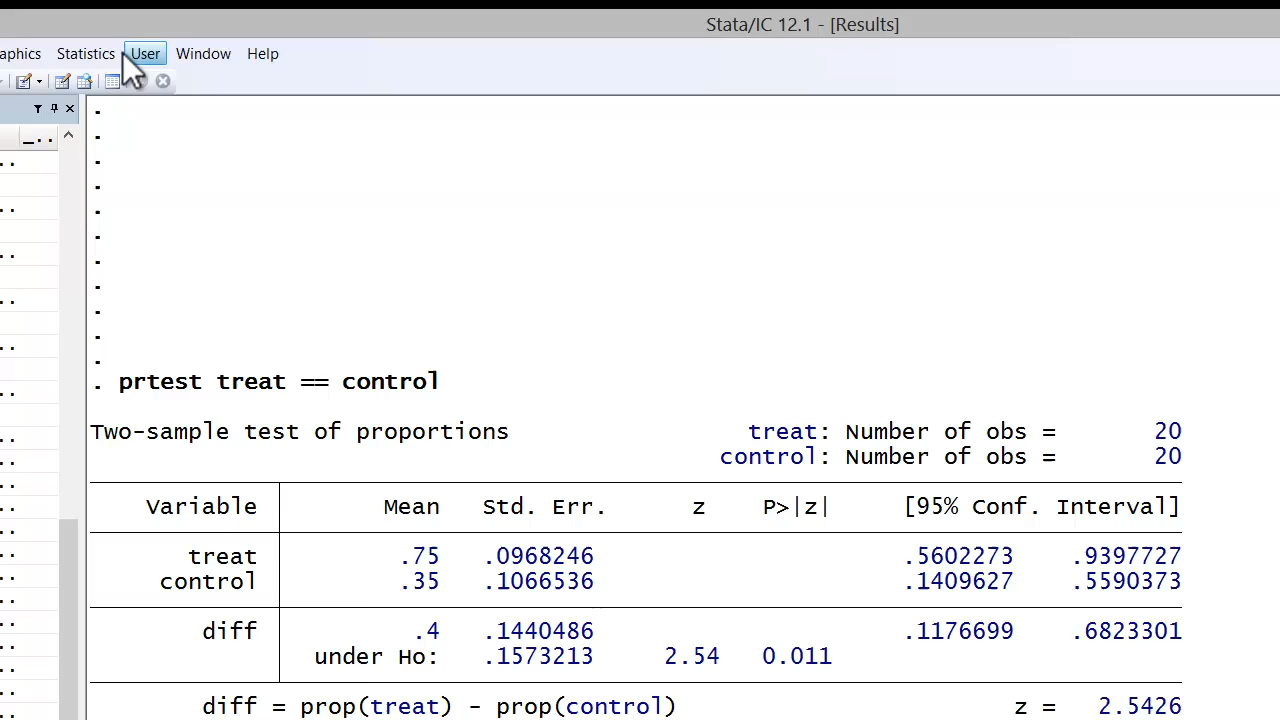 Stata/IC 12.1 - [Results]
aphics Statistics User Window Help
_..
. prtest treat == control
Two-sample test of proportions treat: Number of obs = 20
control: Number of obs = 20
Variable Mean Std. Err. z P>|z| [95% Conf. Interval]
treat .75 .0968246 .5602273 .9397727
control .35 .1066536 .1409627 .5590373
diff .4 .1440486 .1176699 .6823301
under Ho: .1573213 2.54 0.011
diff = prop(treat) - prop(control) z = 2.5426